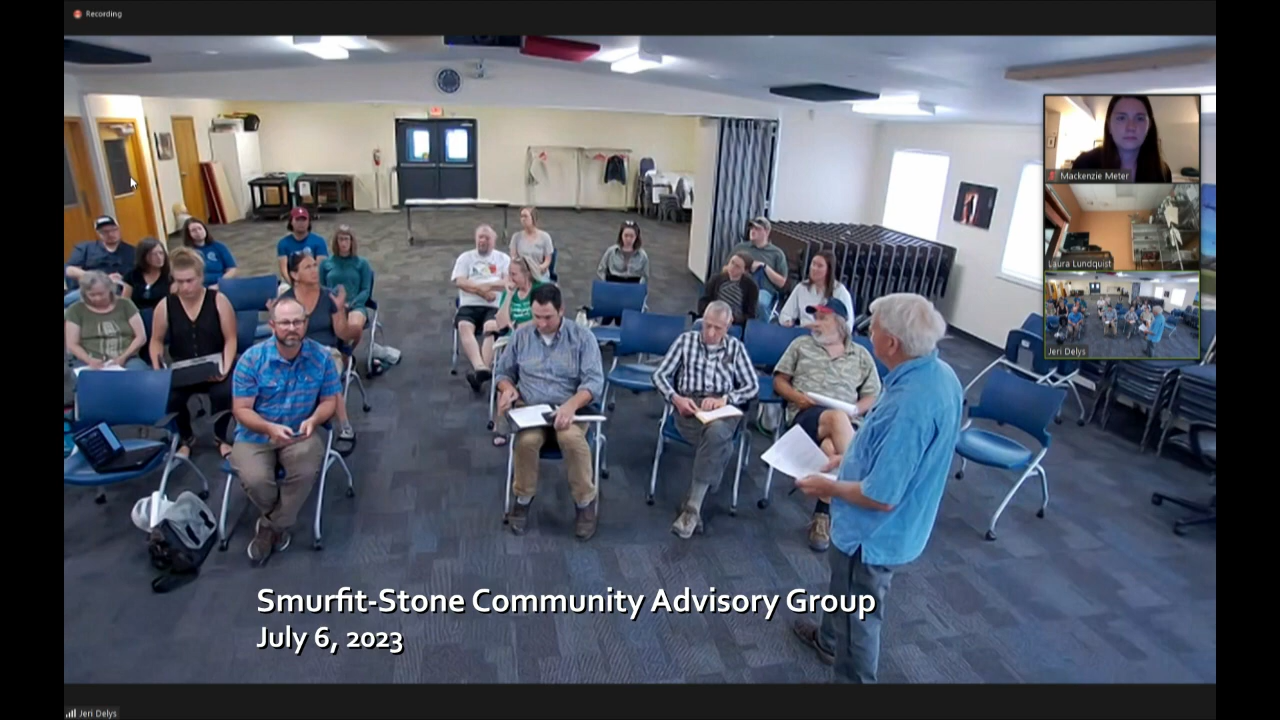 Recording
Mackenzie Meter
Laura Lundquist
Jeri Delys
Smurfit-Stone Community Advisory Group
July 6, 2023
Jeri Delys